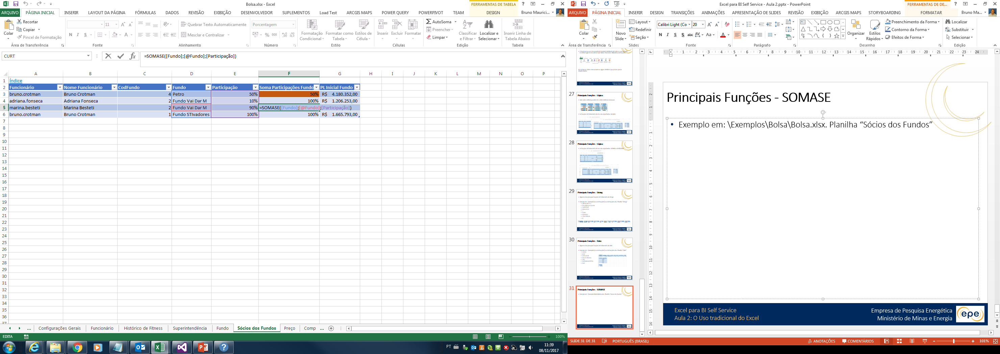 Bolsa.xlsx - Excel
FERRAMENTAS DE TABELA
ARQUIVO PÁGINA INICIAL INSERIR LAYOUT DA PÁGINA FÓRMULAS DADOS REVISÃO EXIBIÇÃO DESENVOLVEDOR SUPLEMENTOS Load Test ARCGIS MAPS POWER QUERY POWERPIVOT TEAM DESIGN Bruno Maurici...
Colar
Recortar
Copiar
Pincel de Formatação
Área de Transferência
11
N I S
Fonte
Quebrar Texto Automaticamente
Mesclar e Centralizar
Alinhamento
Porcentagem
% 000
Número
Formatação Condicional
Formatar como Tabela
Estilos de Célula
Estilo
Inserir Excluir Formatar
Células
AutoSoma
Preencher
Limpar
Classificar e Filtrar
Localizar e Selecionar
Edição
Inserir Linha de Tabela Abaixo
Tabela
CURT
=SOMASE([Fundo];[@Fundo];[Participação])
A B C D E F G H I J K L M N O P
1 Índice
2 Funcionário Nome Funcionário CodFundo Fundo Participação Soma Participações Fundo PL Inicial Fundo
3 bruno.crotman Bruno Crotman 4 Petro 50% 50% R$ 4.180.352,00
4 adriana.fonseca Adriana Fonseca 2 Fundo Vai Dar M 10% 100% R$ 1.206.253,00
5 marina.besteti Marina Besteti 2 Fundo Vai Dar M 90% =SOMASE([Fundo];[@Fundo];[Participação])
6 bruno.crotman Bruno Crotman 1 Fundo STIvadores 100% 100% R$ 1.665.793,00
7
8
9
10
11
12
13
14
15
16
17
18
19
20
21
22
23
24
25
26
27
28
29
30
31
32
33
34
35
36
37
... Configurações Gerais Funcionário Histórico de Fitness Superintendência Fundo Sócios dos Fundos Preço Comp ...
EDITA
100%
PT
11:39
08/11/2017
Excel para BI Self Service - Aula 2.pptx - PowerPoint
FERRAMENTAS DE DE...
ARQUIVO PÁGINA INICIAL INSERIR DESIGN TRANSIÇÕES ANIMAÇÕES APRESENTAÇÃO DE SLIDES REVISÃO EXIBIÇÃO ARCGIS MAPS STORYBOARDING FORMATAR Bruno Ma...
Colar
Área de Transferência
Novo Slide
Layout
Redefinir
Seção
Slides
Calibri Light (Co 20
N I S S abc AV Aa A
Fonte
Parágrafo
Organizar
Estilos Rápidos
Preenchimento da Forma
Contorno da Forma
Efeitos de Forma
Desenho
Localizar
Substituir
Selecionar
Edição
27
Principais Funções - Lógica
28
Principais Funções - Lógica
29
Principais Funções - String
30
Principais Funções - Data
31
Principais Funções - SOMASE
Principais Funções - SOMASE
• Exemplo em: \Exemplos\Bolsa\Bolsa.xlsx. Planilha “Sócios dos Fundos”
Excel para BI Self Service
Aula 2: O Uso tradicional do Excel
Empresa de Pesquisa Energética
Ministério de Minas e Energia
epe
SLIDE 31 DE 31 PORTUGUÊS (BRASIL) ANOTAÇÕES COMENTÁRIOS 101%